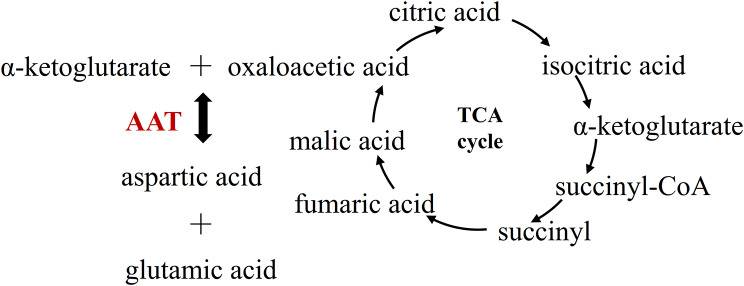 citric acid
α-ketoglutarate + oxaloacetic acid
isocitric acid
AAT
TCA
cycle
malic acid
α-ketoglutarate
aspartic acid
succinyl-CoA
fumaric acid
+
succinyl
glutamic acid